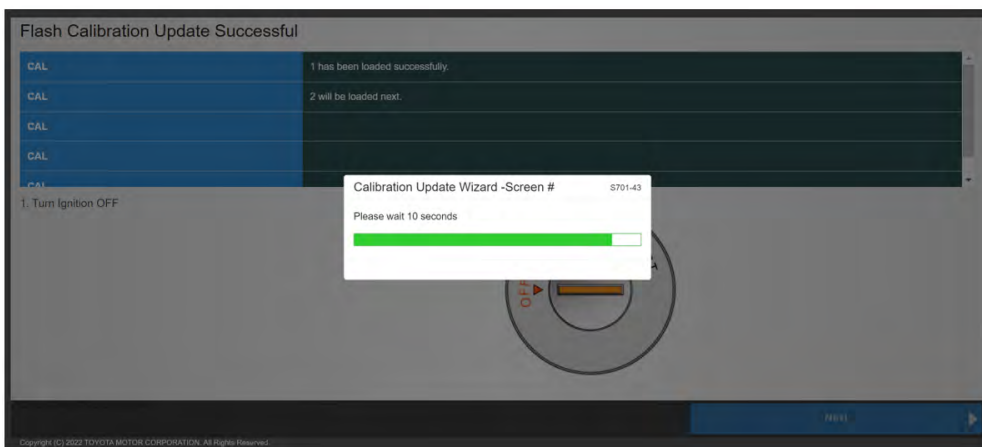 Flash Calibration Update Successful
CAL 1 has been loaded successfully.
CAL 2 will be loaded next.
CAL
CAL
CAL
Calibration Update Wizard -Screen # S701-43
1. Turn Ignition OFF
Please wait 10 seconds
OFF
Next
Copyright (C) 2022 TOYOTA MOTOR CORPORATION. All Rights Reserved.